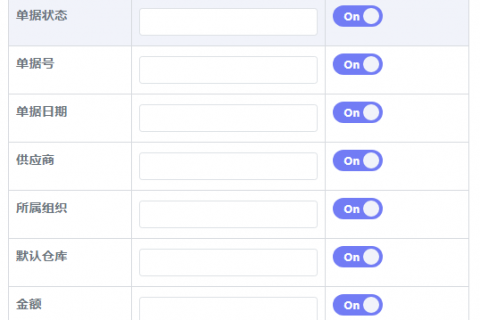 单据状态 On
单据号 On
单据日期 On
供应商 On
所属组织 On
默认仓库 On
金额 On